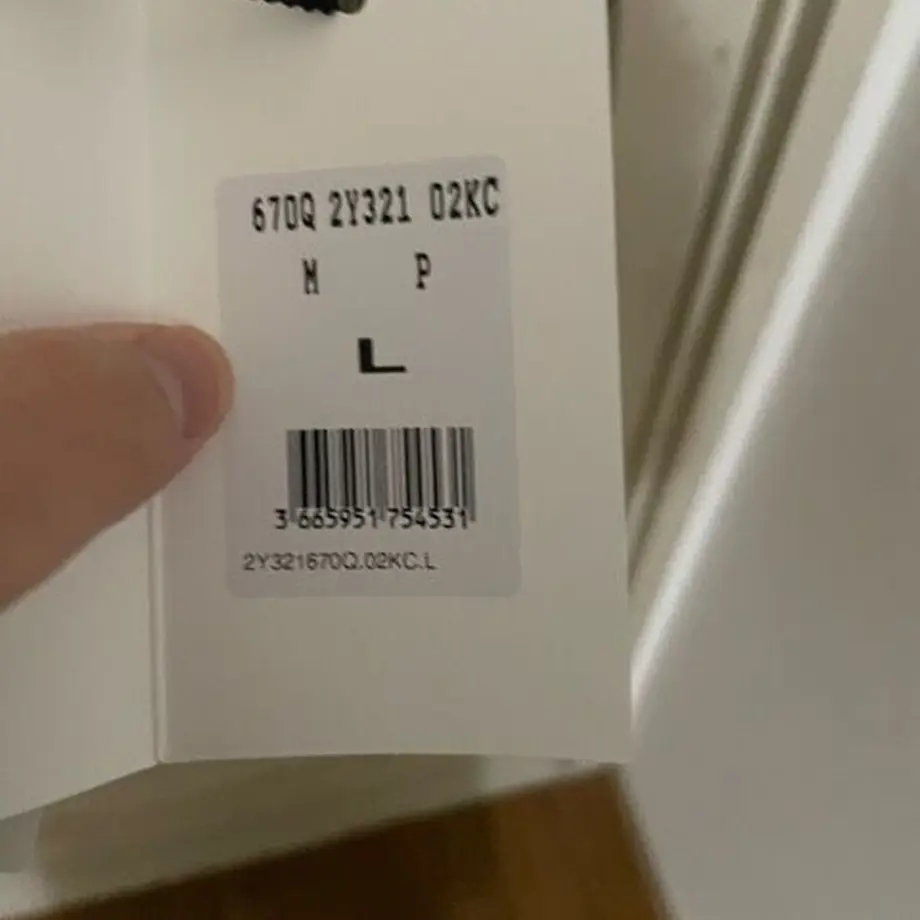 670Q 2Y321 02KC
M P
L
3 665951 754531
2Y321670Q.02KC.L